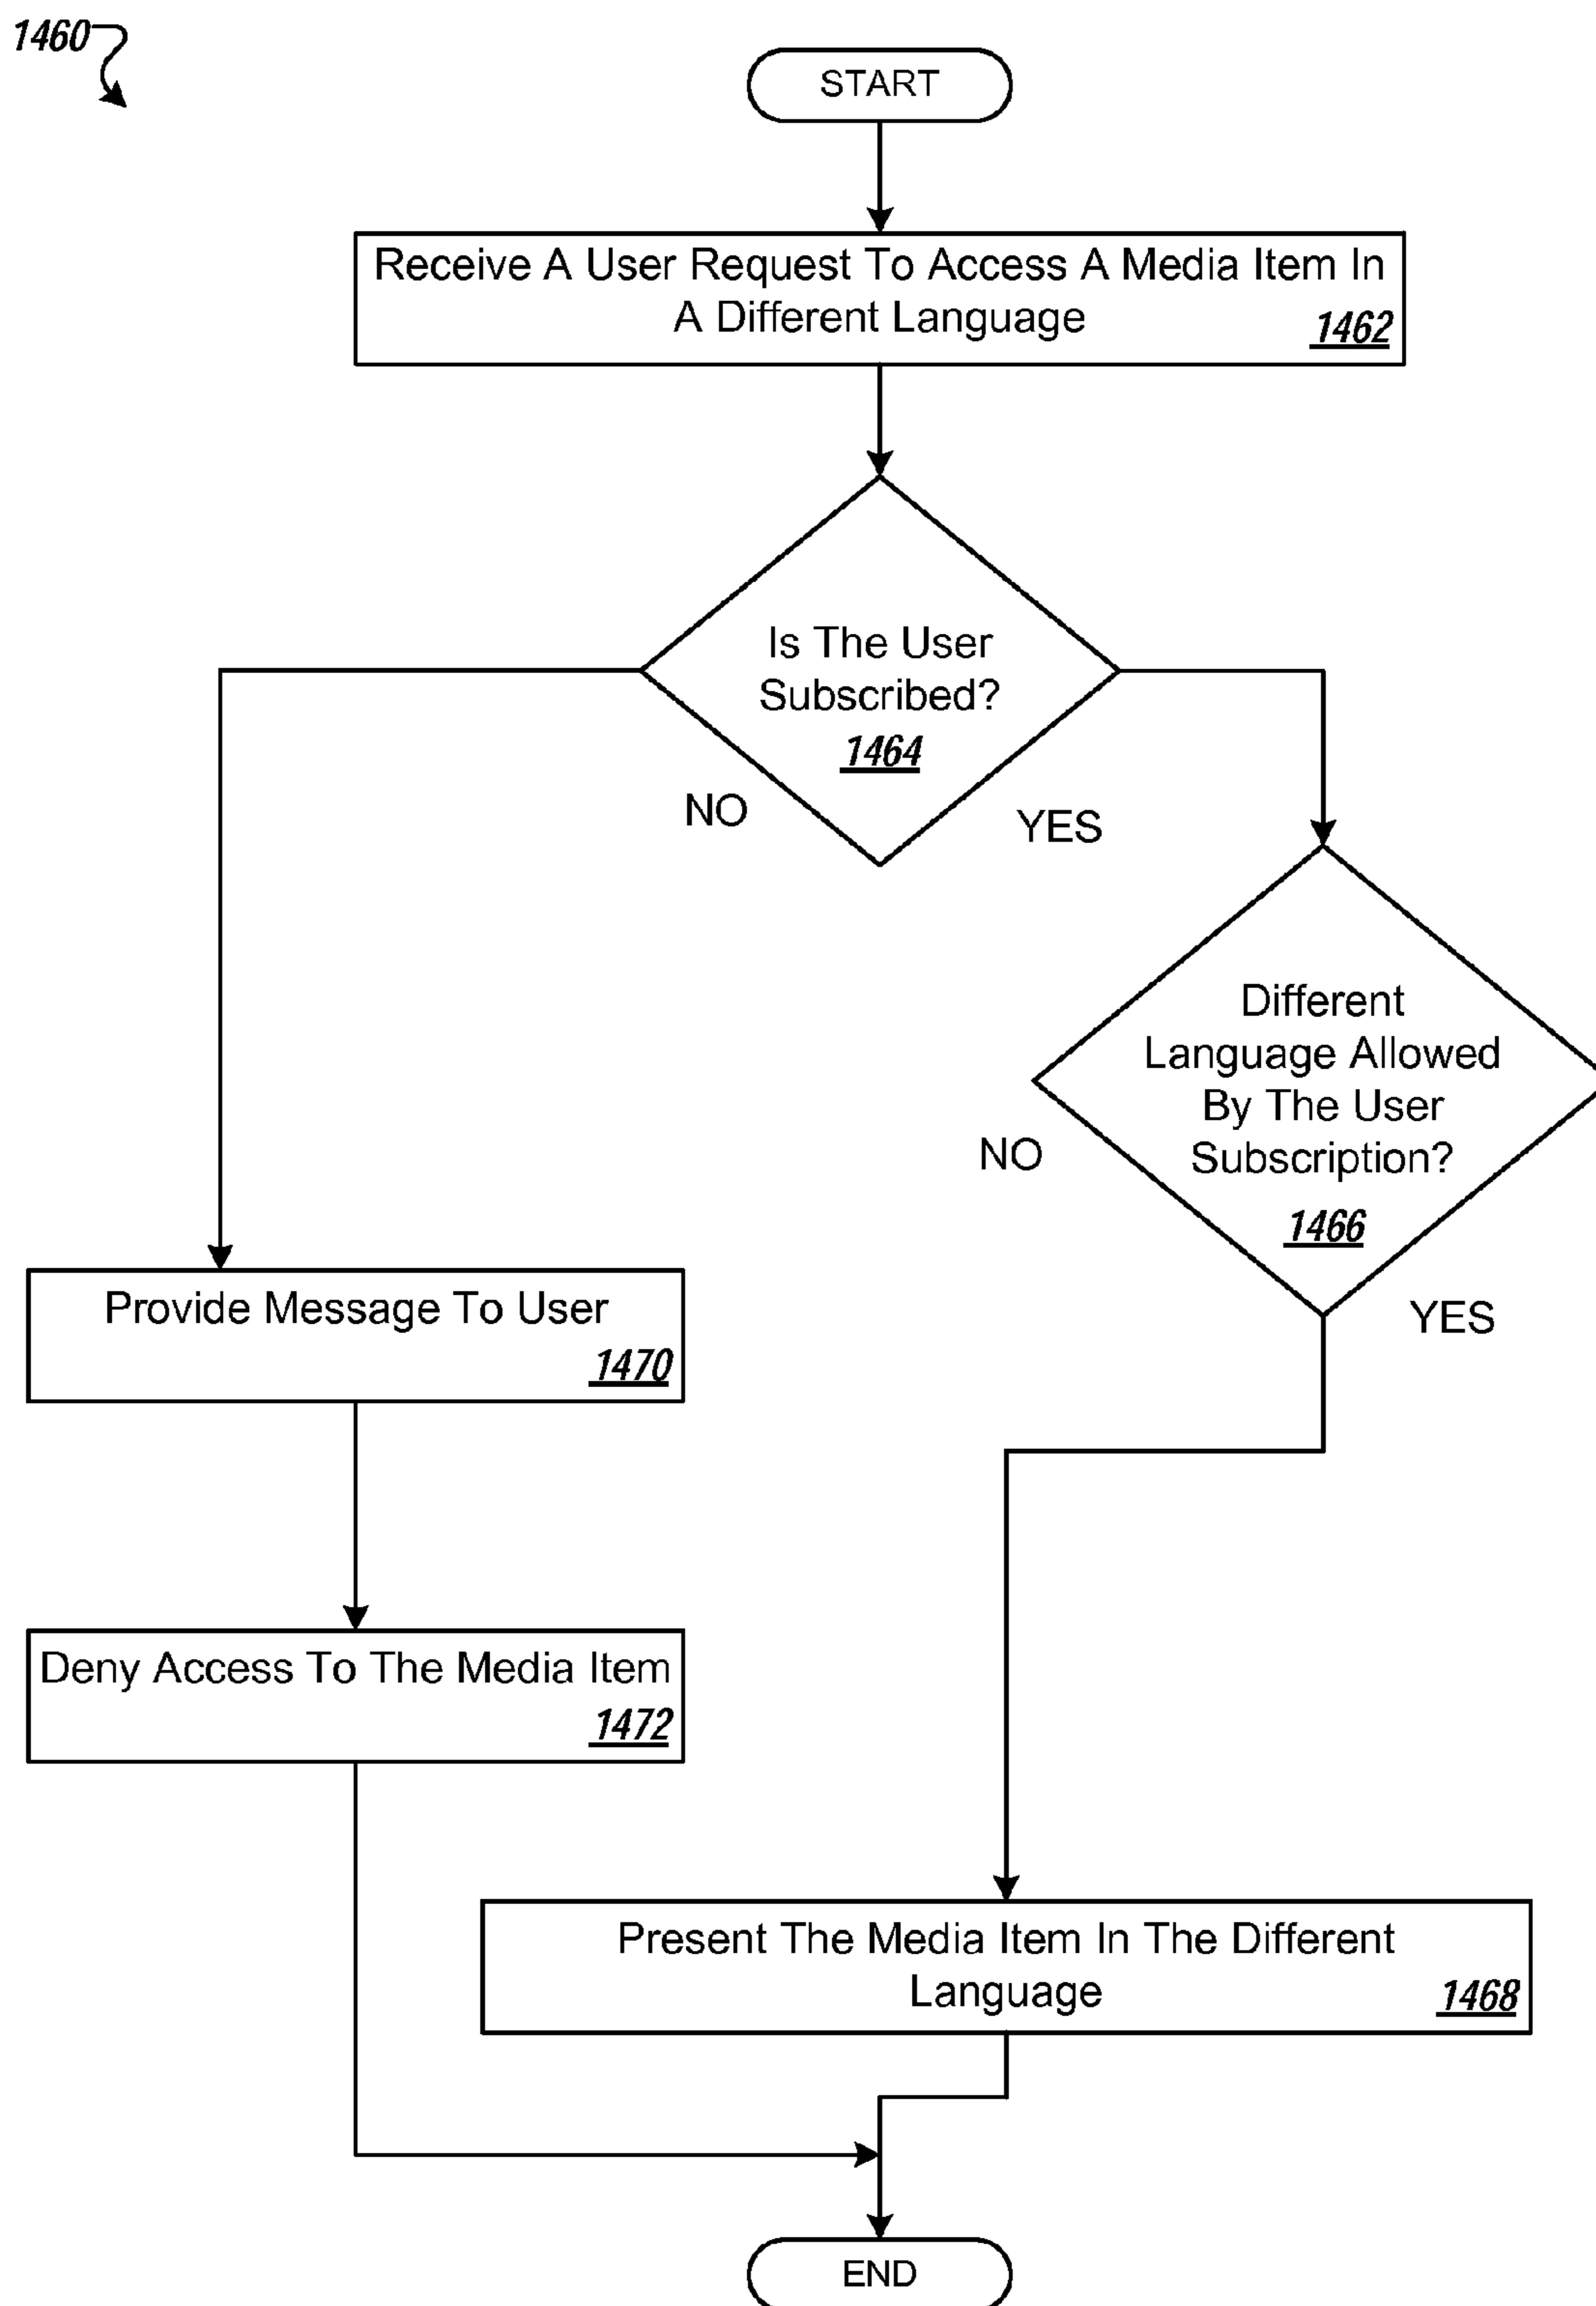 1460
START
Receive A User Request To Access A Media Item In
A Different Language
1462
Is The User
Subscribed?
1464
NO
YES
Different
Language Allowed
By The User
Subscription?
1466
NO
YES
Provide Message To User
1470
Deny Access To The Media Item
1472
Present The Media Item In The Different
Language
1468
END